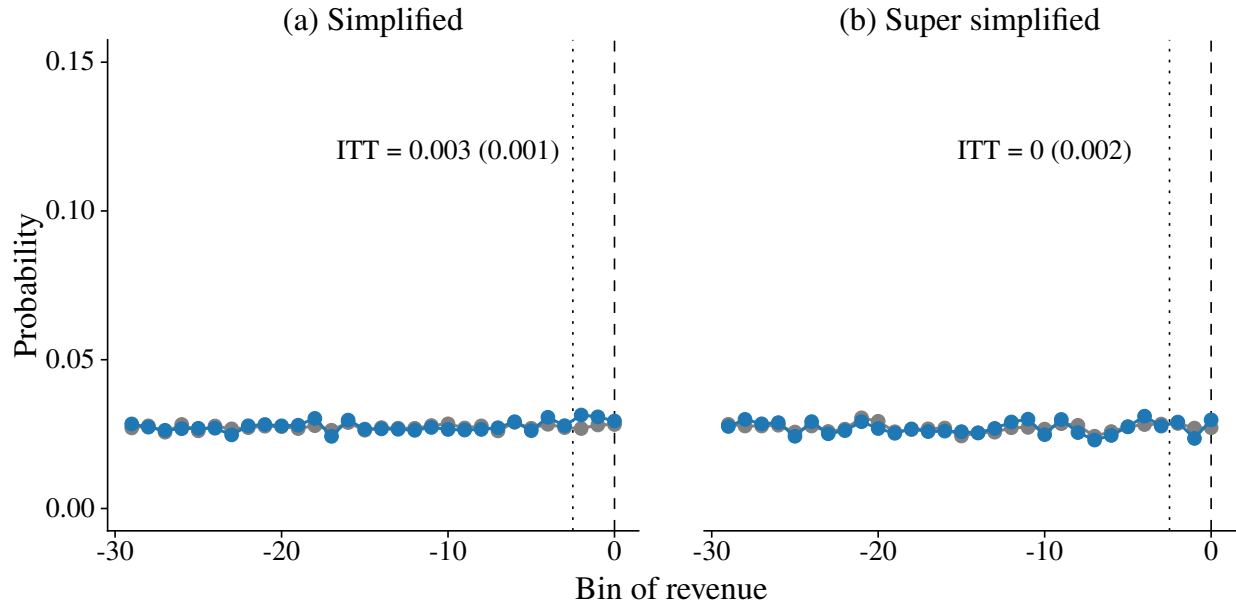 (a) Simplified
(b) Super simplified
0.15
0.10
0.05
0.00
Probability
ITT = 0.003 (0.001)
ITT = 0 (0.002)
-30
-20
-10
0
-30
-20
-10
0
Bin of revenue